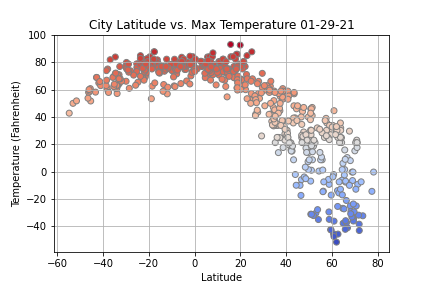 City Latitude vs. Max Temperature 01-29-21
100
80
60
40
20
0
−20
−40
Temperature (Fahrenheit)
−60 −40 −20 0 20 40 60 80
Latitude